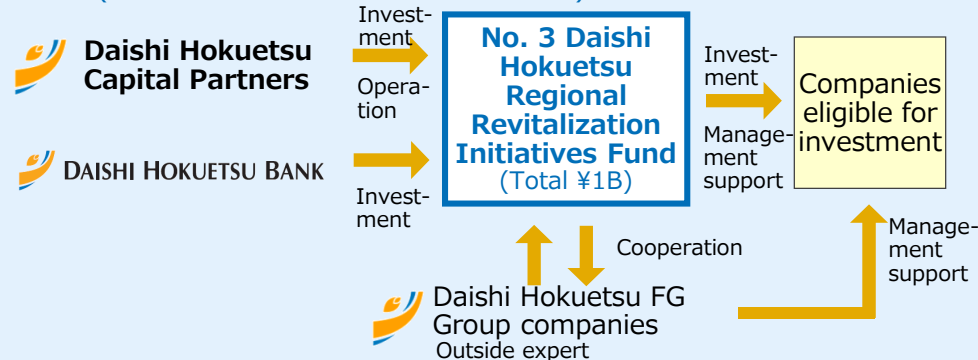 Invest-
ment
Daishi Hokuetsu
Capital Partners
Opera-
tion
No. 3 Daishi
Hokuetsu
Regional
Revitalization
Initiatives Fund
(Total ¥1B)
Invest-
ment
Manage-
ment
support
Companies
eligible for
investment
DAISHI HOKUETSU BANK
Invest-
ment
Cooperation
Manage-
ment
support
Daishi Hokuetsu FG
Group companies
Outside expert